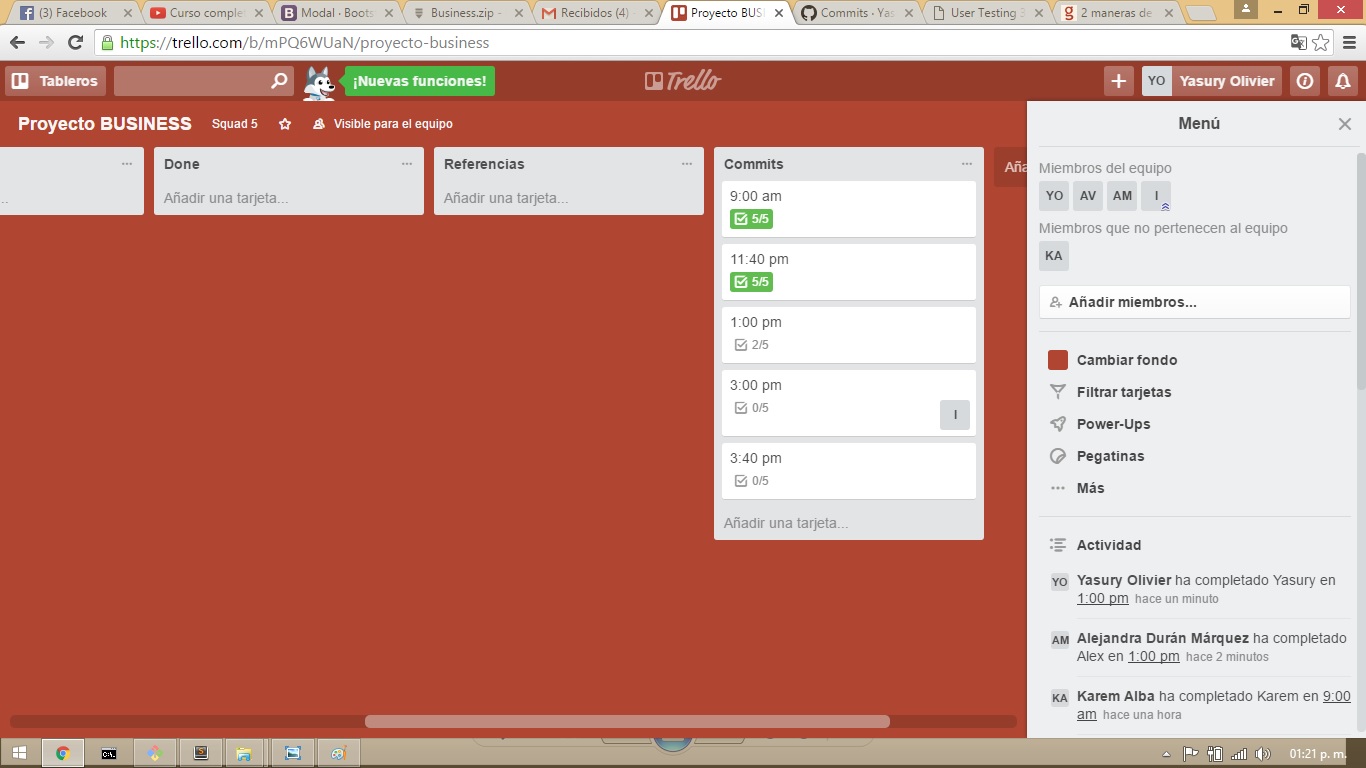 (3) Facebook
Curso comple
Modal · Boots
Business.zip -
Recibidos (4) -
Proyecto BUSI
Commits · Yas
User Testing 3
2 maneras de
https://trello.com/b/mPQ6WUaN/proyecto-business
Tableros
¡Nuevas funciones!
Trello
YO Yasury Olivier
Proyecto BUSINESS
Squad 5
Visible para el equipo
...
Done
Añadir una tarjeta...
Referencias
Añadir una tarjeta...
Commits
9:00 am
5/5
11:40 pm
5/5
1:00 pm
2/5
3:00 pm
0/5
I
3:40 pm
0/5
Añadir una tarjeta...
Aña
Menú
Miembros del equipo
YO AV AM I
Miembros que no pertenecen al equipo
KA
Añadir miembros...
Cambiar fondo
Filtrar tarjetas
Power-Ups
Pegatinas
Más
Actividad
YO Yasury Olivier ha completado Yasury en
1:00 pm hace un minuto
AM Alejandra Durán Márquez ha completado
Alex en 1:00 pm hace 2 minutos
KA Karem Alba ha completado Karem en 9:00
am hace una hora
01:21 p. m.